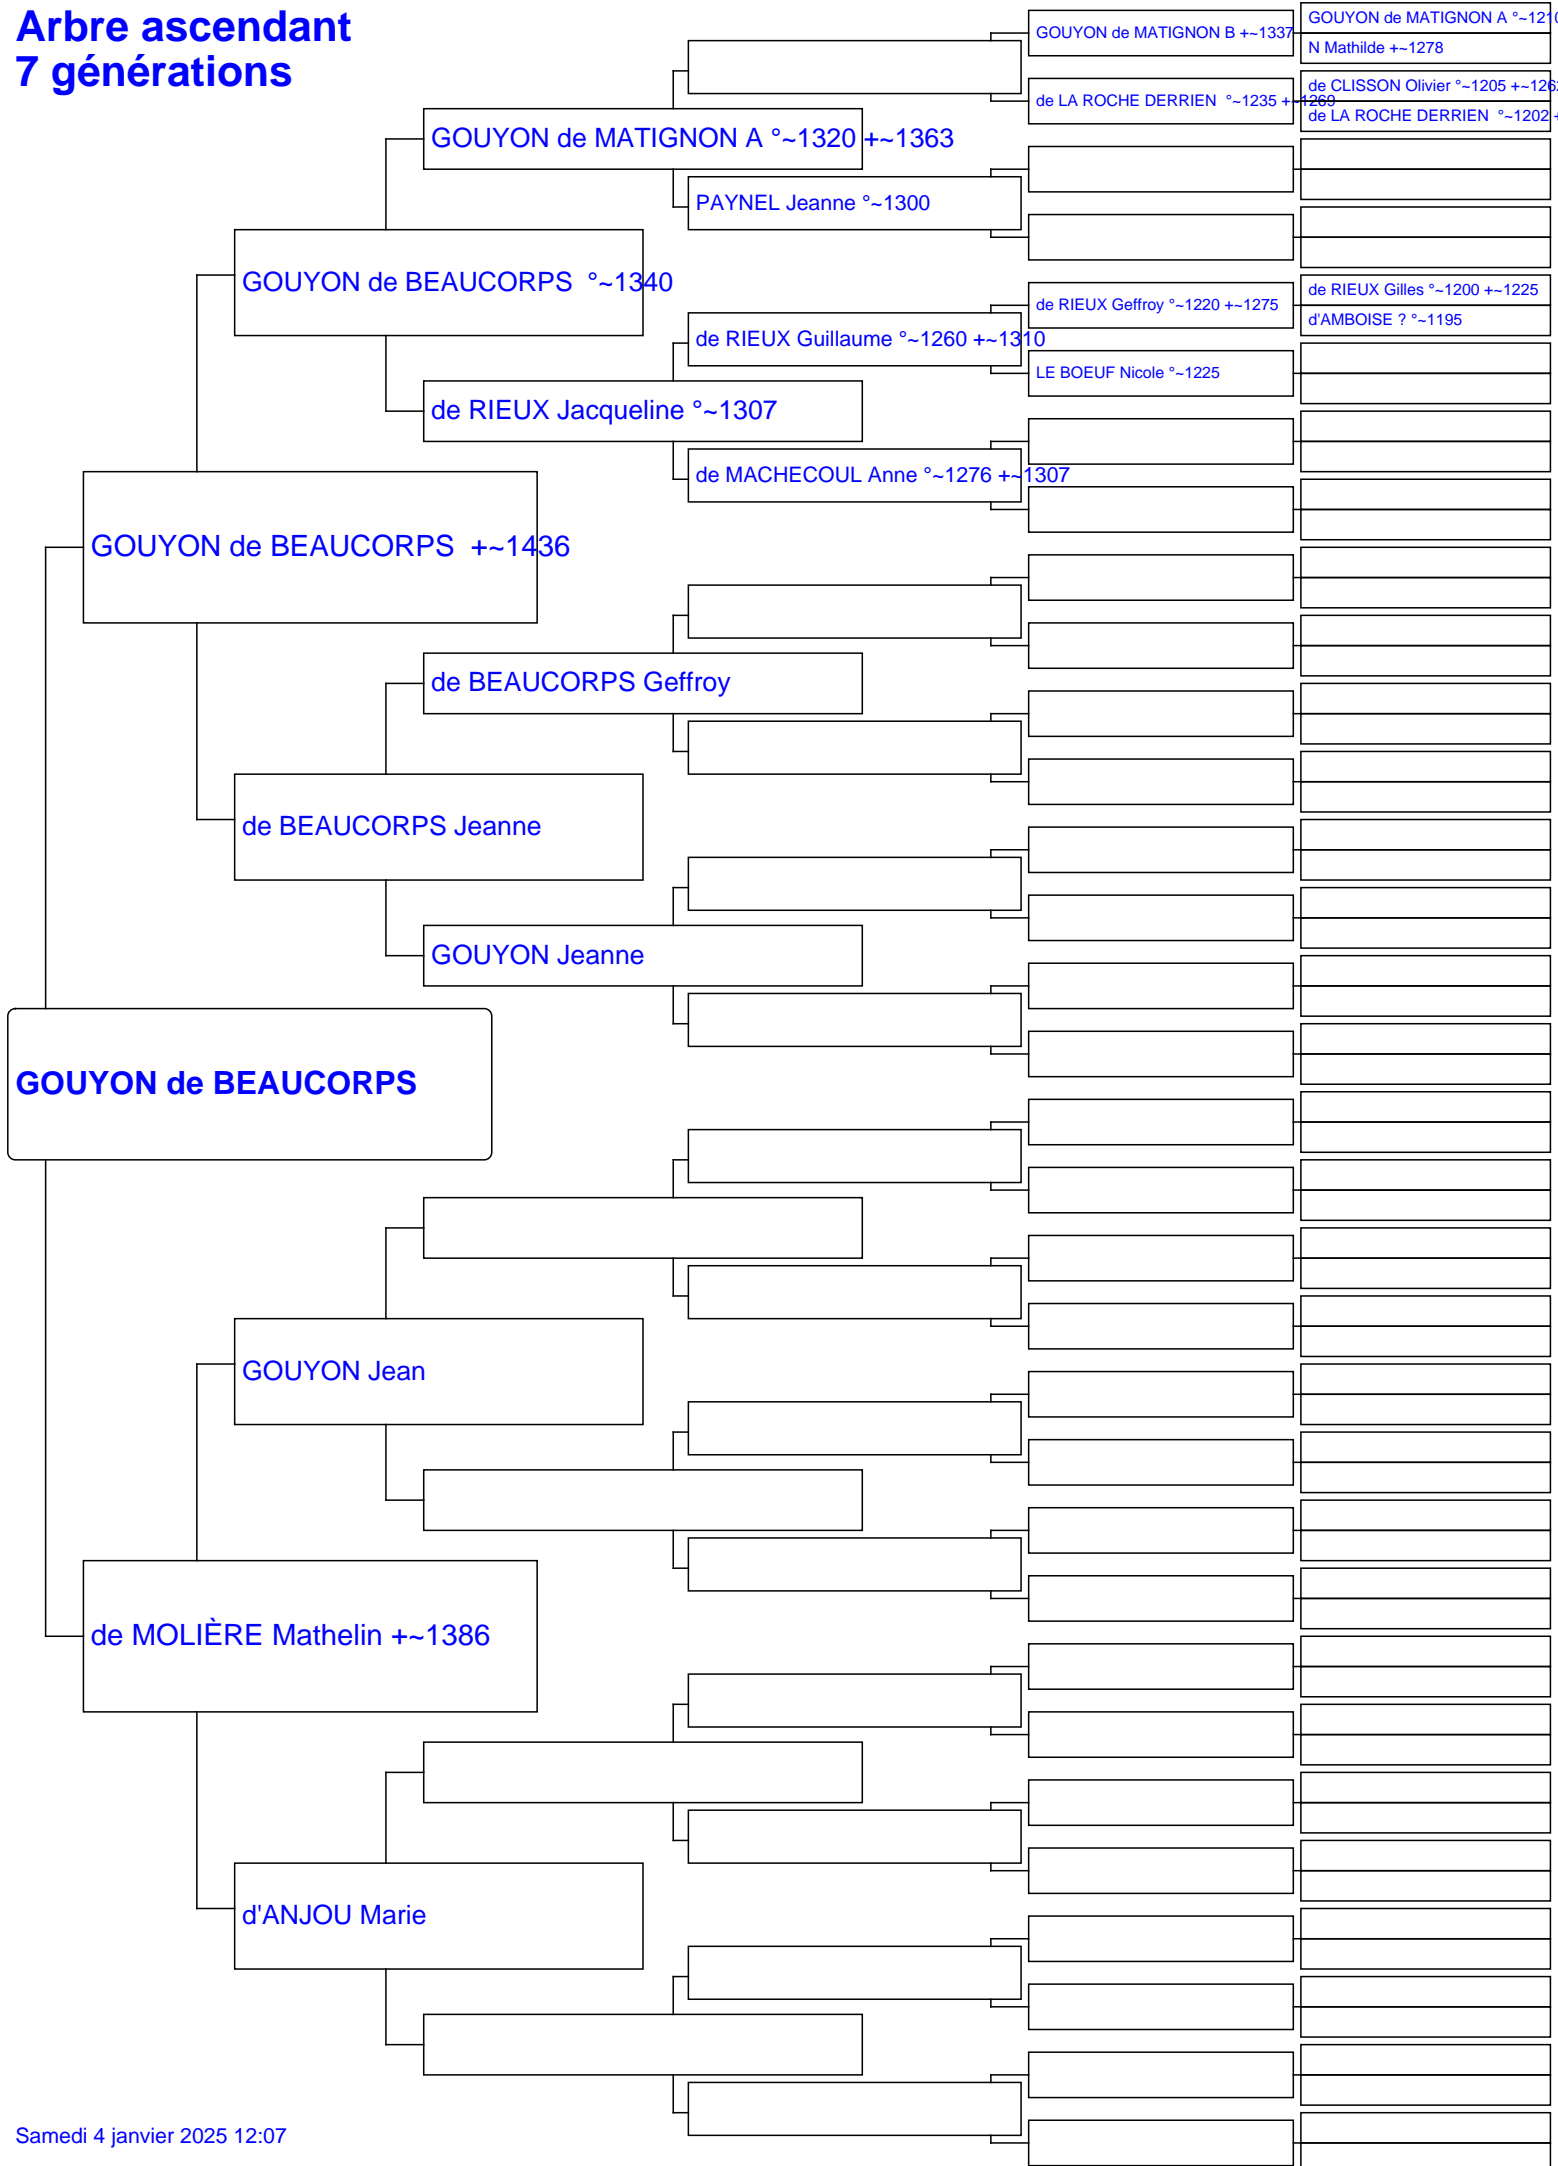 Arbre ascendant
7 générations
GOUYON de MATIGNON B +~1337
GOUYON de MATIGNON A °~1210
N Mathilde +~1278
de LA ROCHE DERRIEN °~1235 +~1269
de CLISSON Olivier °~1205 +~1262
de LA ROCHE DERRIEN °~1202 +
GOUYON de MATIGNON A °~1320 +~1363
PAYNEL Jeanne °~1300
GOUYON de BEAUCORPS °~1340
de RIEUX Geffroy °~1220 +~1275
de RIEUX Gilles °~1200 +~1225
d'AMBOISE ? °~1195
de RIEUX Guillaume °~1260 +~1310
LE BOEUF Nicole °~1225
de RIEUX Jacqueline °~1307
de MACHECOUL Anne °~1276 +~1307
GOUYON de BEAUCORPS +~1436
de BEAUCORPS Geffroy
de BEAUCORPS Jeanne
GOUYON Jeanne
GOUYON de BEAUCORPS
GOUYON Jean
de MOLIÈRE Mathelin +~1386
d'ANJOU Marie
Samedi 4 janvier 2025 12:07